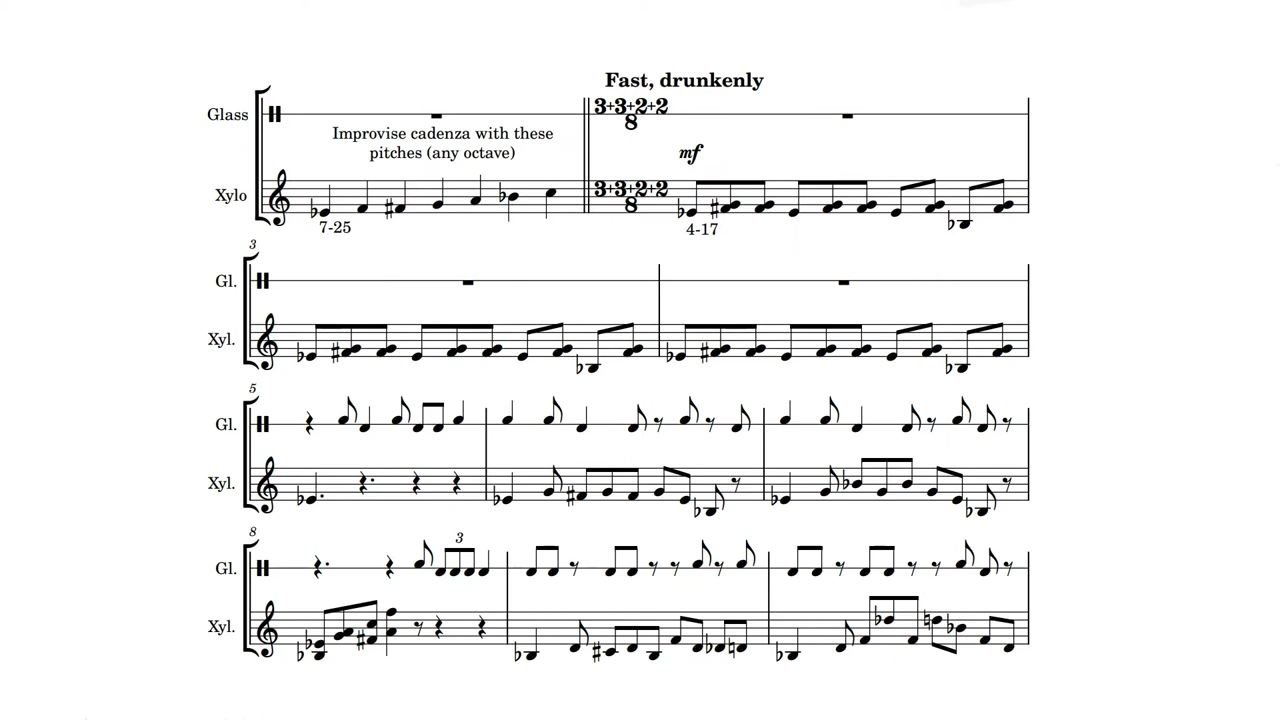 Fast, drunkenly
Glass
3+3+2+2
8
Improvise cadenza with these
pitches (any octave)
mf
Xylo
3+3+2+2
8
7-25
4-17
3
Gl.
Xyl.
5
Gl.
Xyl.
8
3
Gl.
Xyl.